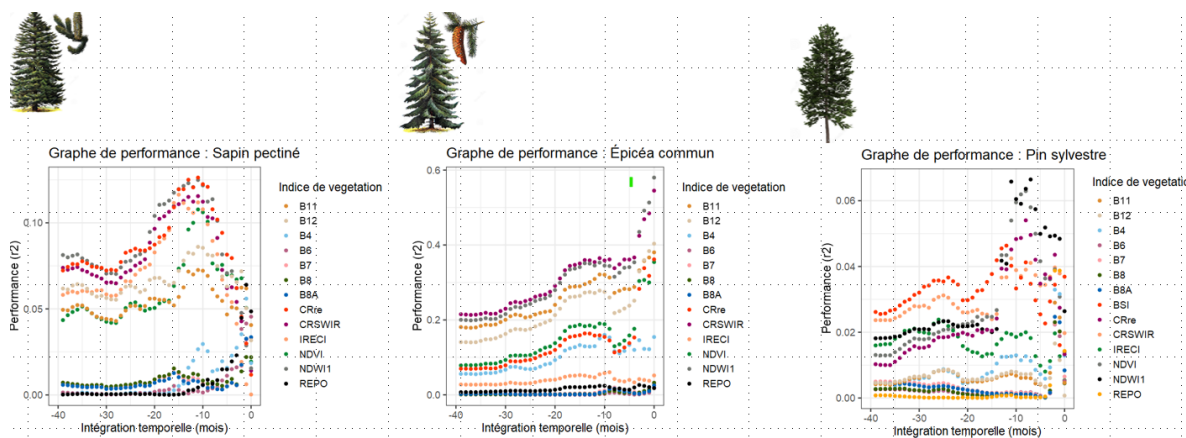 Graphe de performance : Sapin pectiné
Performance (r2)
0.10
0.05
0.00
-40
-30
-20
-10
0
Intégration temporelle (mois)
Indice de vegetation
B11
B12
B4
B6
B7
B8
B8A
CRre
CRSWIR
IRECI
NDVI
NDWI1
REPO
Graphe de performance : Épicéa commun
Performance (r2)
0.6
0.4
0.2
0.0
-40
-30
-20
-10
0
Intégration temporelle (mois)
Indice de vegetation
B11
B12
B4
B6
B7
B8
B8A
CRre
CRSWIR
IRECI
NDVI
NDWI1
REPO
Graphe de performance : Pin sylvestre
Performance (r2)
0.06
0.04
0.02
0.00
-40
-30
-20
-10
0
Intégration temporelle (mois)
Indice de vegetati
B11
B12
B4
B6
B7
B8
B8A
BSI
CRre
CRSWIR
IRECI
NDVI
NDWI1
REPO